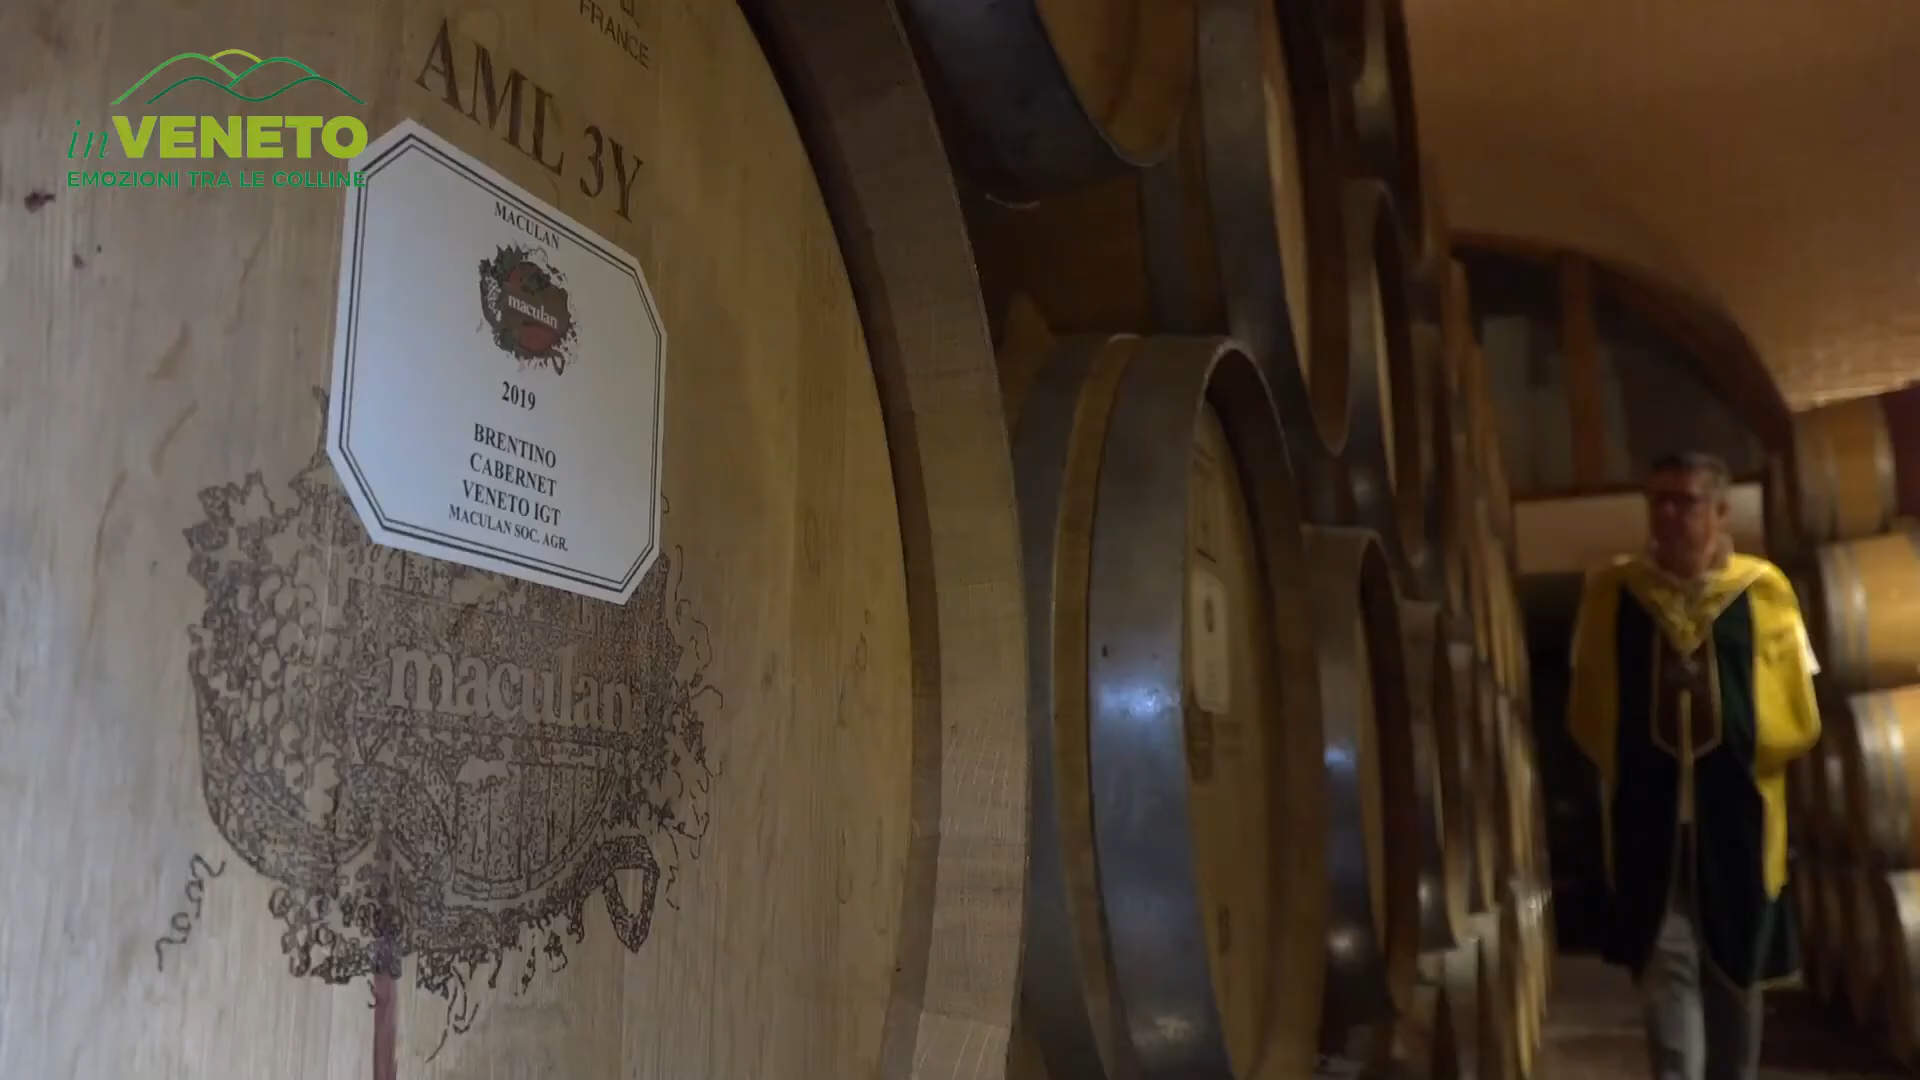 inVENETO
EMOZIONI TRA LE COLLINE
FRANCE
AML 3Y
MACULAN
maculan
2019
BRENTINO
CABERNET
VENETO IGT
MACULAN SOC. AGR.
maculan